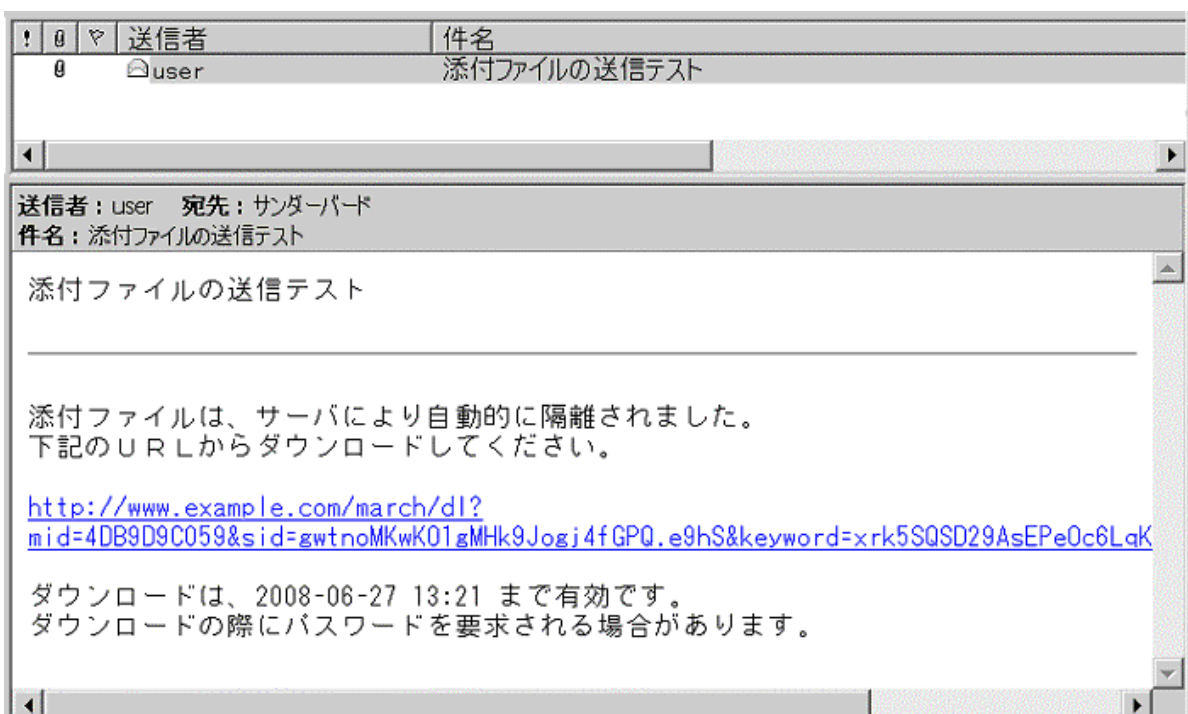 ! 送信者 件名
user 添付ファイルの送信テスト
送信者：user 宛先：サンダーバード
件名：添付ファイルの送信テスト
添付ファイルの送信テスト
添付ファイルは、サーバにより自動的に隔離されました。
下記のＵＲＬからダウンロードしてください。
http://www.example.com/march/dl?
mid=4DB9D9C059&sid=gwtnoMKwKO1gMHk9Jogj4fGPQ.e9hS&keyword=xrk5SQSD29AsEPeOc6LqK
ダウンロードは、2008-06-27 13:21 まで有効です。
ダウンロードの際にパスワードを要求される場合があります。